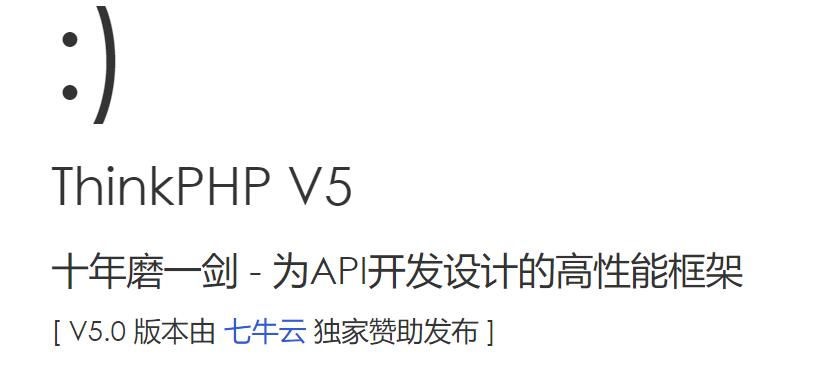 :)
ThinkPHP V5
十年磨一剑 - 为API开发设计的高性能框架
[ V5.0 版本由 七牛云 独家赞助发布 ]